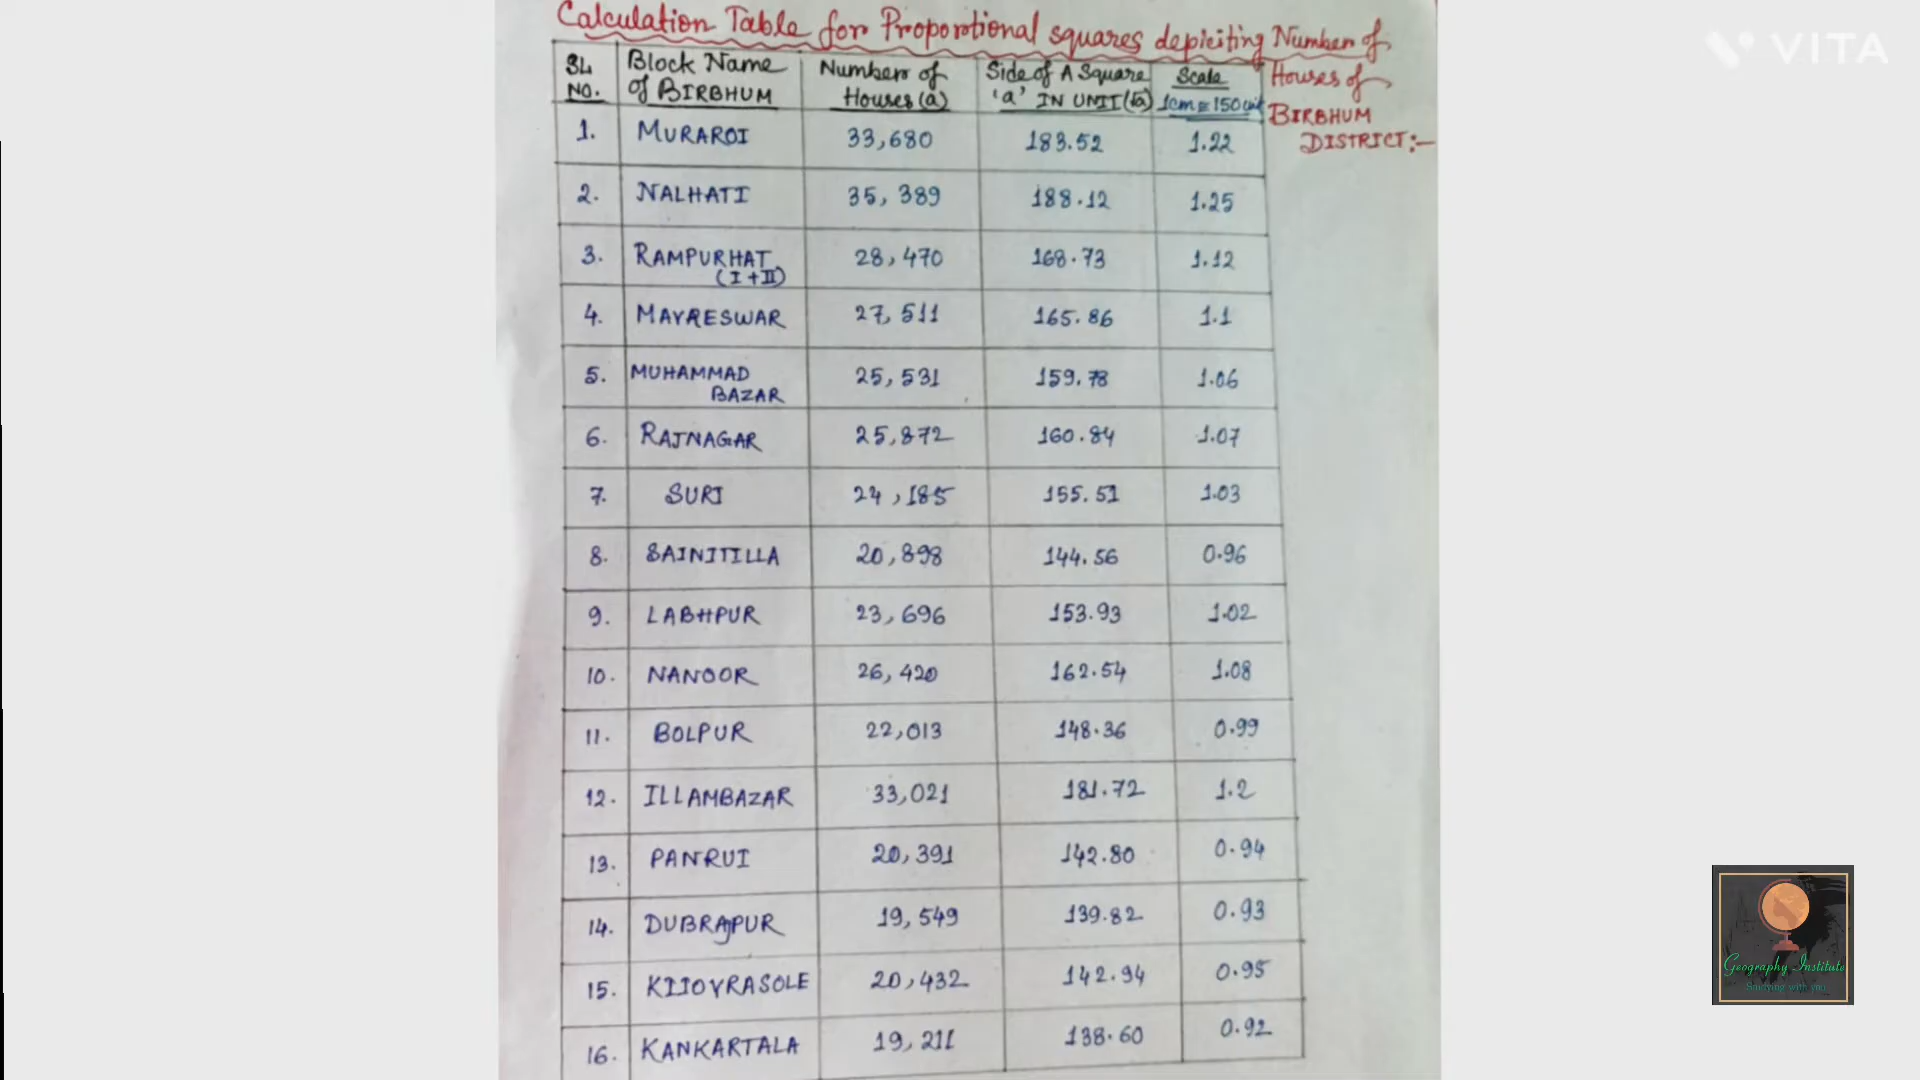 Calculation Table for Proporotional squares depiciting Number of
Houses of
BIRBHUM
DISTRICT:-
VITA
SL NO. Block Name of BIRBHUM Number of Houses (a) Side of A Square 'a' IN UNIT (√a) Scale 1cm ≡ 150 unit
1. MURAROI 33,680 183.52 1.22
2. NALHATI 35,389 188.12 1.25
3. RAMPURHAT (I+II) 28,470 168.73 1.12
4. MAYRESWAR 27,511 165.86 1.1
5. MUHAMMAD BAZAR 25,531 159.78 1.06
6. RAJNAGAR 25,872 160.84 1.07
7. SURI 24,185 155.51 1.03
8. SAINITILLA 20,898 144.56 0.96
9. LABHPUR 23,696 153.93 1.02
10. NANOOR 26,420 162.54 1.08
11. BOLPUR 22,013 148.36 0.99
12. ILLAMBAZAR 33,021 181.72 1.2
13. PANRUI 20,391 142.80 0.94
14. DUBRAJPUR 19,549 139.82 0.93
15. KHOYRASOLE 20,432 142.94 0.95
16. KANKARTALA 19,211 138.60 0.92
Geography Institute
Studying with you